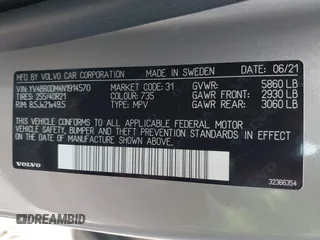 MFD BY VOLVO CAR CORPORATION MADE IN SWEDEN 06/21
VIN: YV4BR0DM4N1914570 MARKET CODE: 31 GVWR: 5860 LB
TIRES: 255/40R21 COLOUR: 735 GAWR FRONT: 2930 LB
RIM: 8.5Jx21x49.5 TYPE: MPV GAWR REAR: 3060 LB
THIS VEHICLE CONFORMS TO ALL APPLICABLE FEDERAL MOTOR
VEHICLE SAFETY, BUMPER AND THEFT PREVENTION STANDARDS IN
EFFECT ON THE DATE OF MANUFACTURE SHOWN ABOVE.
VOLVO
32366354
DREAMBID